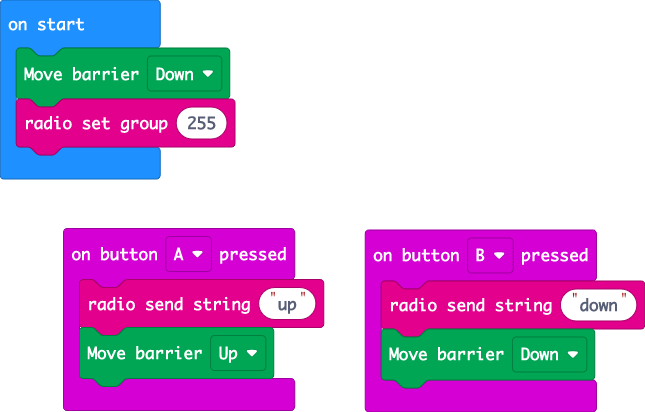 on start
Move barrier Down
radio set group 255
on button A pressed
radio send string "up"
Move barrier Up
on button B pressed
radio send string "down"
Move barrier Down